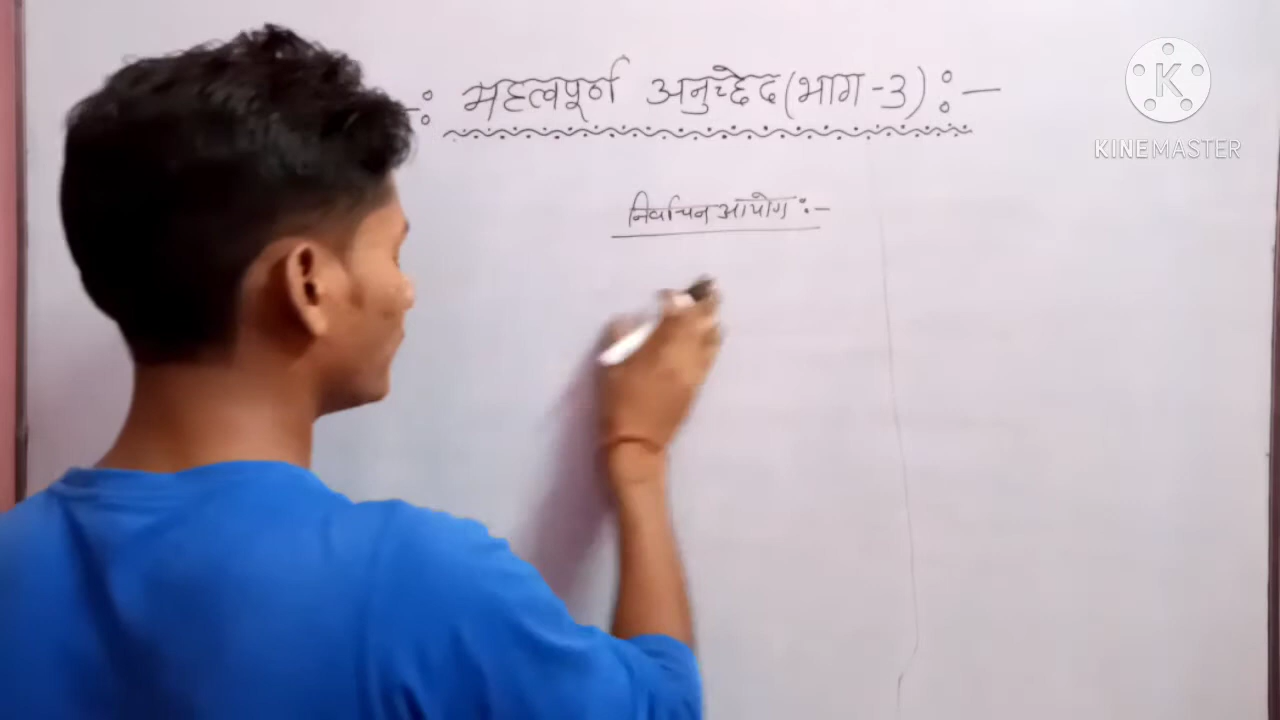 -: महत्वपूर्ण अनुच्छेद (भाग -3) :-
निर्वाचन आयोग :-
K
KINEMASTER